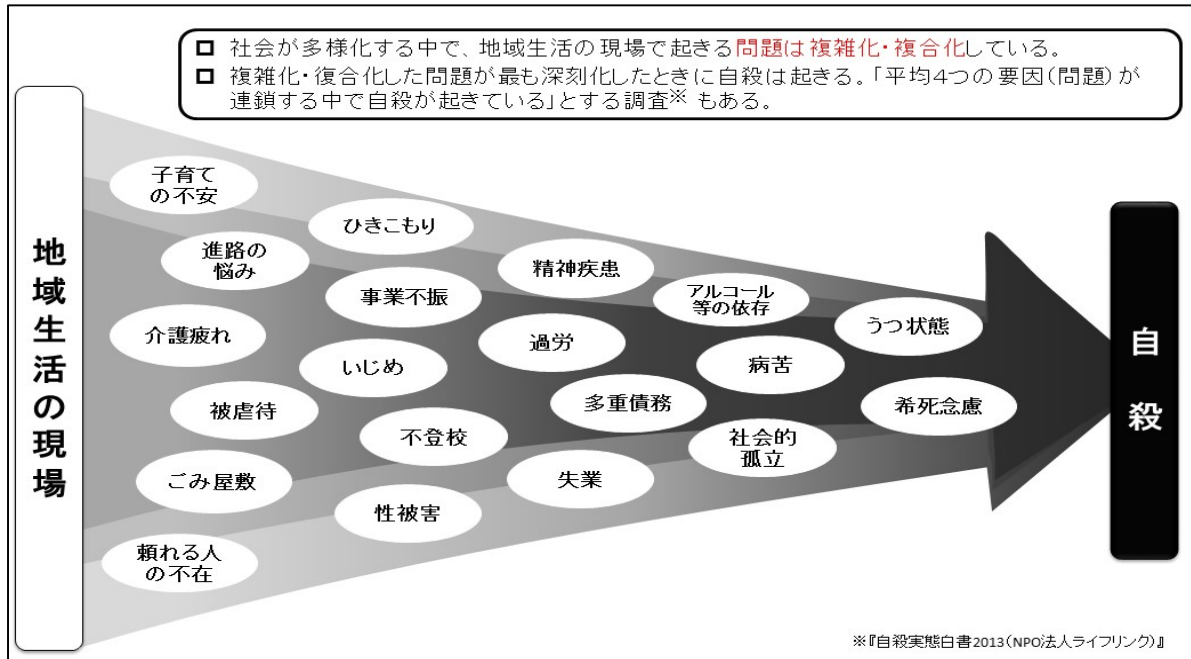 □ 社会が多様化する中で、地域生活の現場で起きる問題は複雑化・複合化している。
□ 複雑化・復合化した問題が最も深刻化したときに自殺は起きる。「平均4つの要因(問題)が
連鎖する中で自殺が起きている」とする調査※ もある。
地域生活の現場
子育て
の不安
ひきこもり
進路の
悩み
精神疾患
事業不振
アルコール
等の依存
うつ状態
介護疲れ
過労
いじめ
病苦
被虐待
多重債務
希死念慮
不登校
社会的
孤立
ごみ屋敷
失業
性被害
頼れる人
の不在
自殺
※『自殺実態白書2013(NPO法人ライフリンク)』